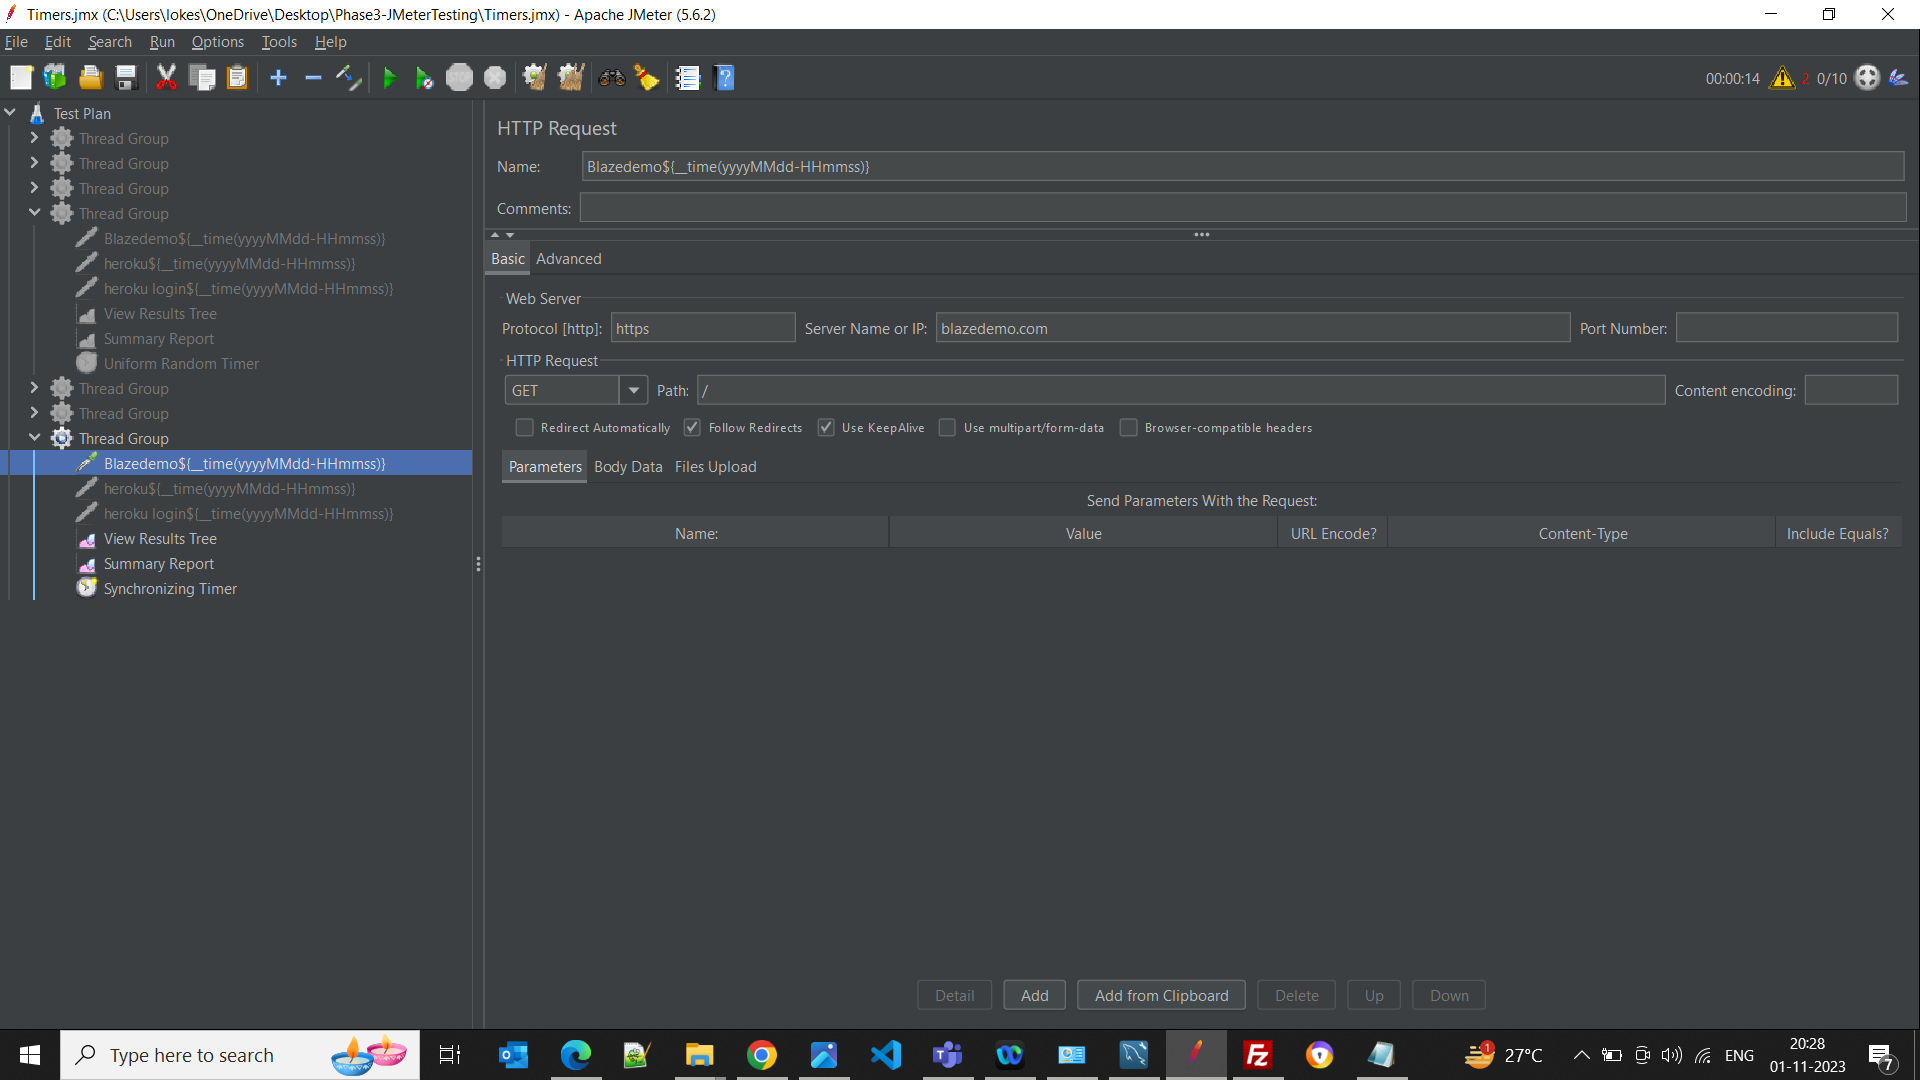 Timers.jmx (C:\Users\lokes\OneDrive\Desktop\Phase3-JMeterTesting\Timers.jmx) - Apache JMeter (5.6.2)
File Edit Search Run Options Tools Help
STOP
00:00:14 2 0/10
Test Plan
Thread Group
Thread Group
Thread Group
Thread Group
Blazedemo${__time(yyyyMMdd-HHmmss)}
heroku${__time(yyyyMMdd-HHmmss)}
heroku login${__time(yyyyMMdd-HHmmss)}
View Results Tree
Summary Report
Uniform Random Timer
Thread Group
Thread Group
Thread Group
Blazedemo${__time(yyyyMMdd-HHmmss)}
heroku${__time(yyyyMMdd-HHmmss)}
heroku login${__time(yyyyMMdd-HHmmss)}
View Results Tree
Summary Report
Synchronizing Timer
HTTP Request
Name: Blazedemo${__time(yyyyMMdd-HHmmss)}
Comments:
Basic Advanced
Web Server
Protocol [http]: https Server Name or IP: blazedemo.com Port Number:
HTTP Request
GET Path: / Content encoding:
Redirect Automatically Follow Redirects Use KeepAlive Use multipart/form-data Browser-compatible headers
Parameters Body Data Files Upload
Send Parameters With the Request:
Name: Value URL Encode? Content-Type Include Equals?
Detail Add Add from Clipboard Delete Up Down
Type here to search 1 27°C ENG 20:28
01-11-2023 7